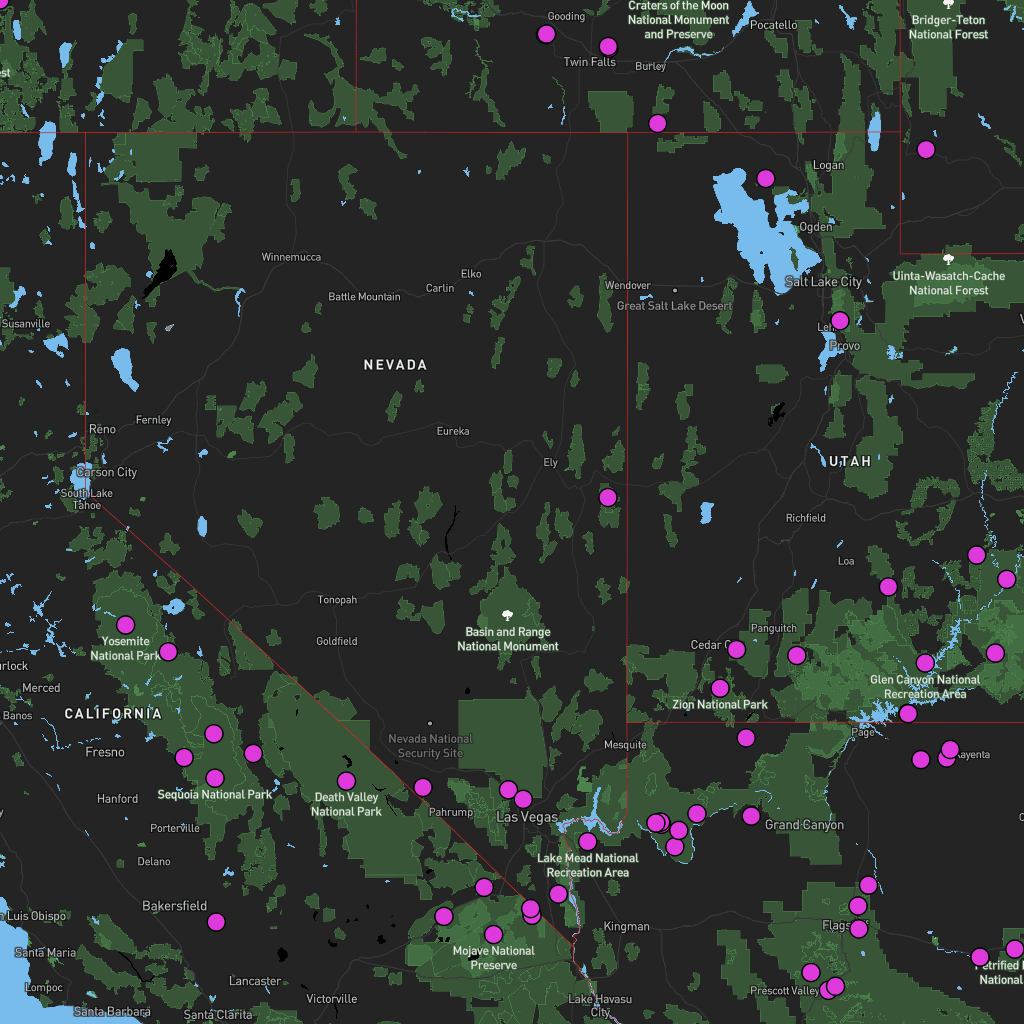 Gooding
Craters of the Moon
National Monument
and Preserve
Pocatello
Bridger-Teton
National Forest
Twin Falls
Burley
est
Logan
Ogden
Winnemucca
Elko
Carlin
Battle Mountain
Wendover
Great Salt Lake Desert
Salt Lake City
Uinta-Wasatch-Cache
National Forest
Susanville
Leh
Provo
NEVADA
Fernley
Reno
Eureka
Ely
UTAH
Carson City
South Lake
Tahoe
Richfield
Loa
Tonopah
Goldfield
Basin and Range
National Monument
Panguitch
Cedar C
Yosemite
National Park
urlock
Merced
Banos
CALIFORNIA
Fresno
Zion National Park
Glen Canyon National
Recreation Area
Page
Kayenta
Nevada National
Security Site
Mesquite
Hanford
Sequoia National Park
Death Valley
National Park
Pahrump
Las Vegas
Grand Canyon
Porterville
Delano
Lake Mead National
Recreation Area
Bakersfield
n Luis Obispo
Santa Maria
Lompoc
Santa Barbara
Lancaster
Victorville
Santa Clarita
Mojave National
Preserve
Kingman
Lake Havasu
City
Flags
Prescott Valley
Petrified
National